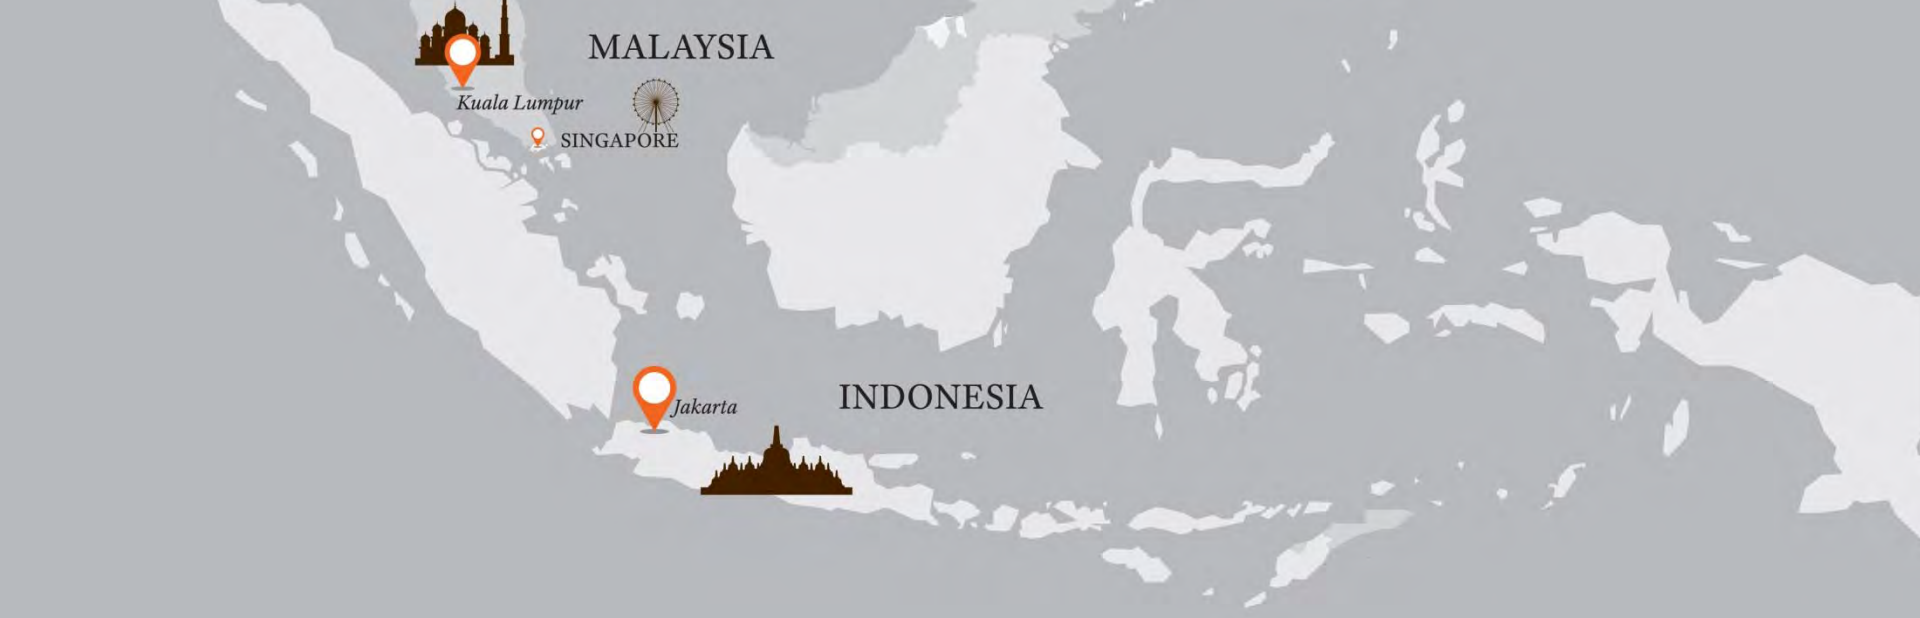 MALAYSIA
Kuala Lumpur
SINGAPORE
Jakarta
INDONESIA